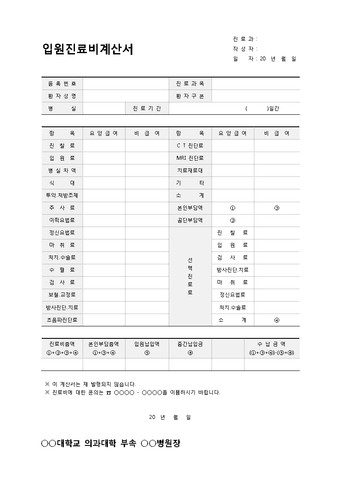 진 료 과 :
입원진료비계산서
작 성 자 :
일 자 : 20 년 월 일
등 록 번 호 진 료 과 목
환 자 성 명 환 자 구 분
병 실 진 료 기 간 ( )일간
항 목 요 양 급 여 비 급 여 항 목 요 양 급 여 비 급 여
진 찰 료 C T 진단료
입 원 료 MRI 진단료
병 실 차 액 치료재료대
식 대 기 타
투약 처방조제 소 계
주 사 료 본인부담액 ① ③
이학요법료 공단부담액 ②
정신요법료 선택진료료 진 찰 료
마 취 료 입 원 료
처치.수술료 검 사 료
수 혈 료 방사진단.치료
검 사 료 마 취 료
보철.교정료 정신요법료
방사진단.치료 처치.수술료
초음파진단료 소 계 ④
진료비총액 본인부담총액 입원납입액 중간납입금 수 납 금 액
①+②+③+④ ①+③+④ ⑤
※ 이 계산서는 재 발행되지 않습니다.
※ 진료비에 대한 문의는 ☎ ○○○○ - ○○○○을 이용하시기 바랍니다.
20 년 월 일
○○대학교 의과대학 부속 ○○병원장